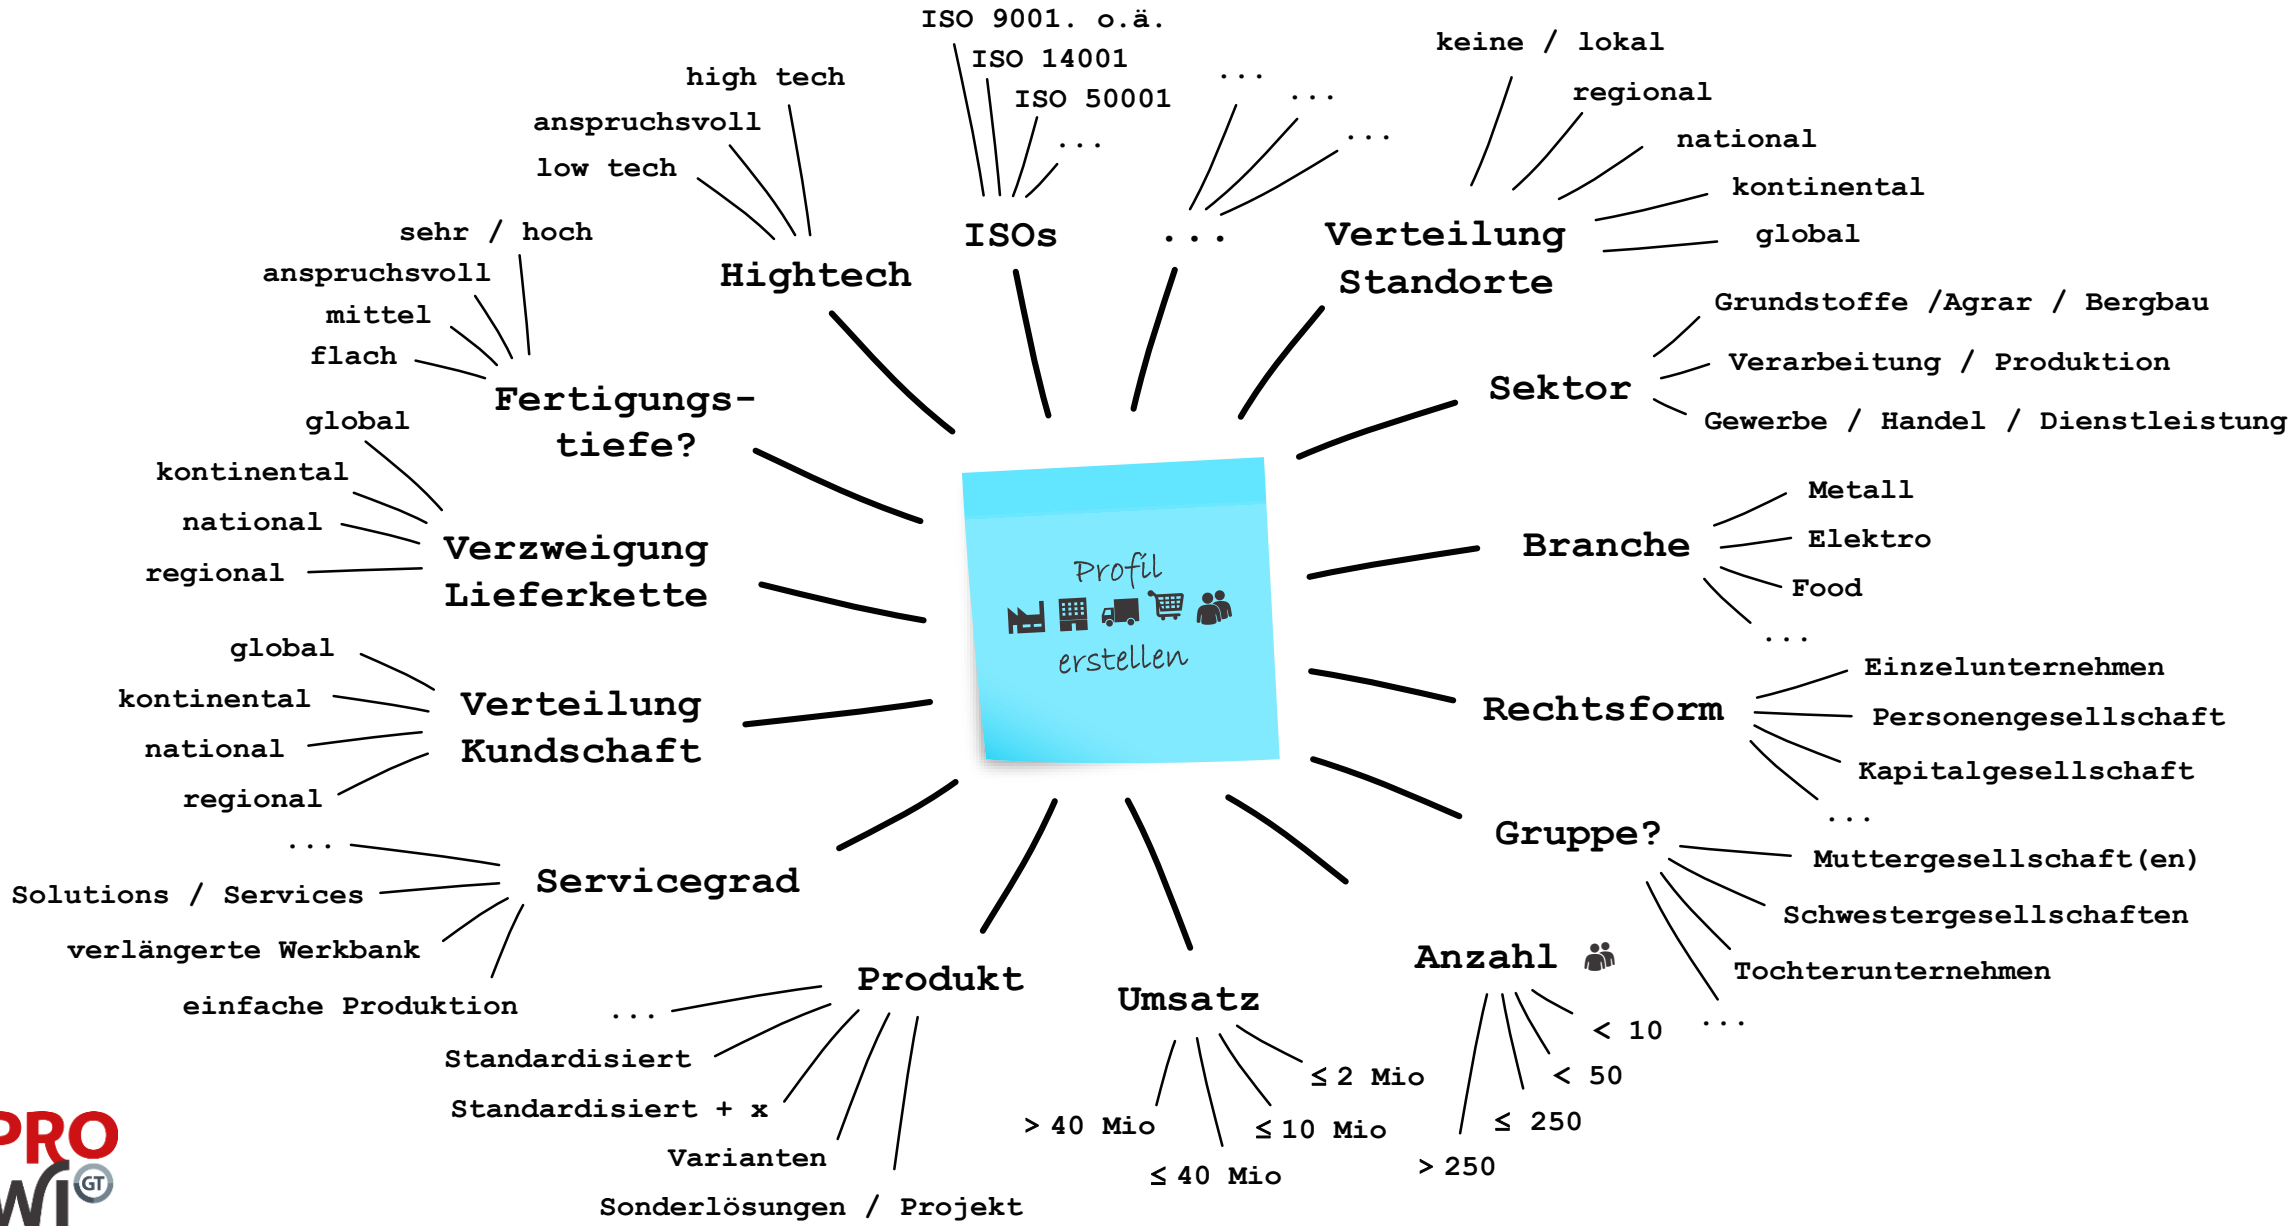 Profil
erstellen
ISOs
ISO 9001. o.ä.
ISO 14001
ISO 50001
...
...
...
...
...
Verteilung
Standorte
keine / lokal
regional
national
kontinental
global
Sektor
Grundstoffe /Agrar / Bergbau
Verarbeitung / Produktion
Gewerbe / Handel / Dienstleistung
Branche
Metall
Elektro
Food
...
Rechtsform
Einzelunternehmen
Personengesellschaft
Kapitalgesellschaft
...
Gruppe?
Muttergesellschaft(en)
Schwestergesellschaften
Tochterunternehmen
...
Anzahl
< 10
< 50
≤ 250
> 250
Umsatz
≤ 2 Mio
≤ 10 Mio
≤ 40 Mio
> 40 Mio
Produkt
...
Standardisiert
Standardisiert + x
Varianten
Sonderlösungen / Projekt
Servicegrad
...
Solutions / Services
verlängerte Werkbank
einfache Produktion
Verteilung
Kundschaft
global
kontinental
national
regional
Verzweigung
Lieferkette
global
kontinental
national
regional
Fertigungs-
tiefe?
sehr / hoch
anspruchsvoll
mittel
flach
Hightech
high tech
anspruchsvoll
low tech
PRO
WI GT